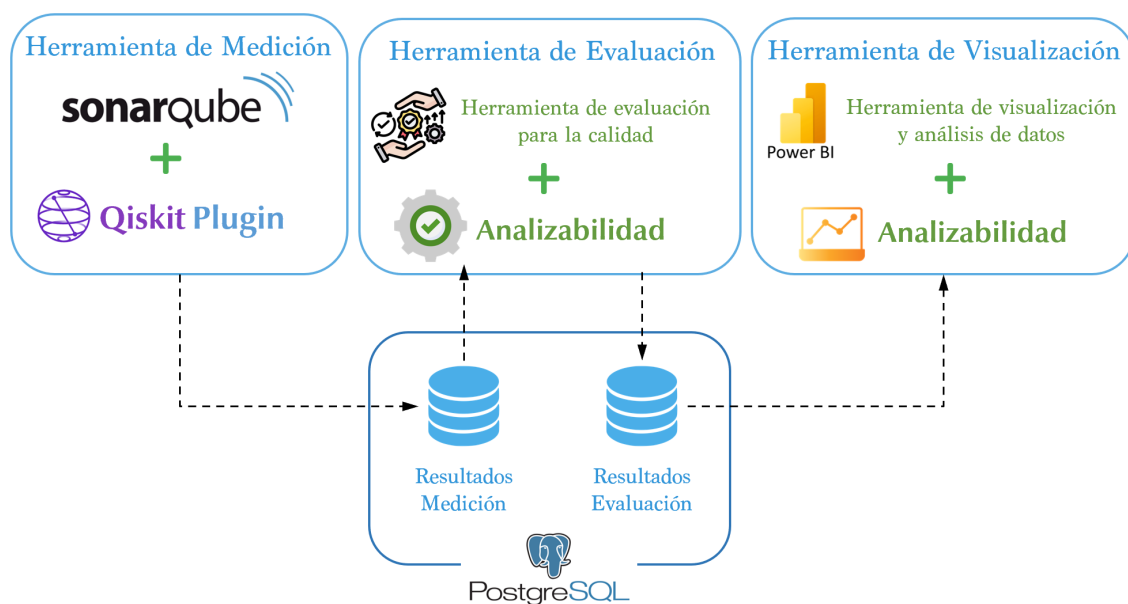 Herramienta de Medición
sonarqube
Qiskit Plugin
Herramienta de Evaluación
Herramienta de evaluación
para la calidad
Analizabilidad
Herramienta de Visualización
Power BI
Herramienta de visualización
y análisis de datos
Analizabilidad
Resultados
Medición
Resultados
Evaluación
PostgreSQL